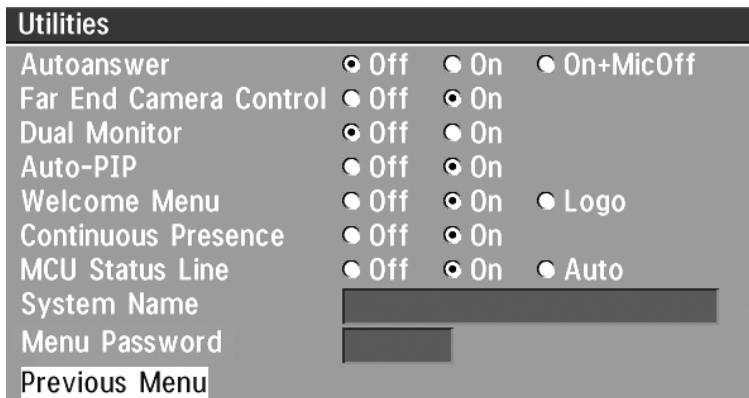 Utilities
Autoanswer Off On On+MicOff
Far End Camera Control Off On
Dual Monitor Off On
Auto-PIP Off On
Welcome Menu Off On Logo
Continuous Presence Off On
MCU Status Line Off On Auto
System Name
Menu Password
Previous Menu